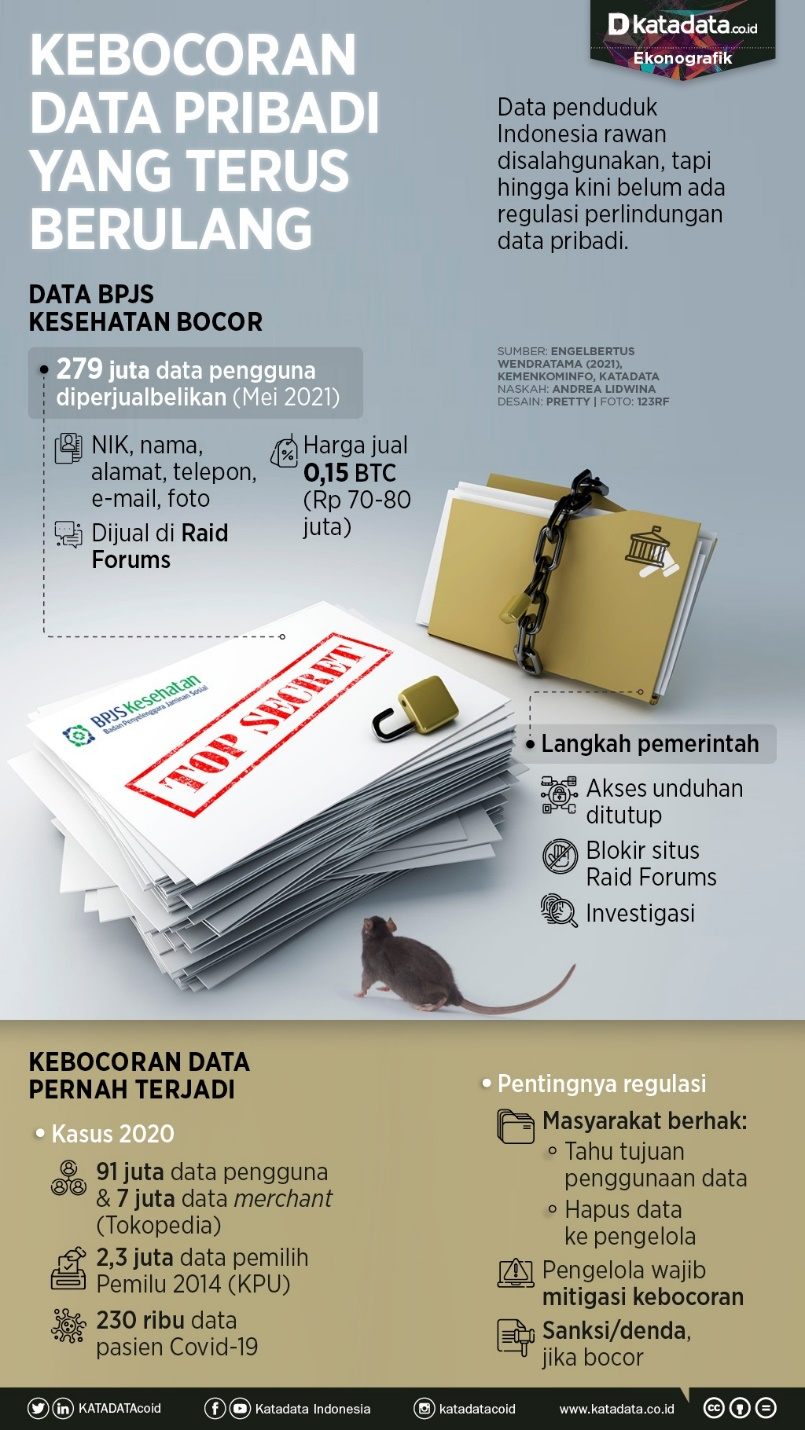 KEBOCORAN
DATA PRIBADI
YANG TERUS
BERULANG
Dkatadata.co.id
Ekonografik
Data penduduk
Indonesia rawan
disalahgunakan, tapi
hingga kini belum ada
regulasi perlindungan
data pribadi.
DATA BPJS
KESEHATAN BOCOR
279 juta data pengguna
diperjualbelikan (Mei 2021)
NIK, nama,
alamat, telepon,
e-mail, foto
Dijual di Raid
Forums
Harga jual
0,15 BTC
(Rp 70-80
juta)
SUMBER: ENGELBERTUS
WENDRATAMA (2021),
KEMENKOMINFO, KATADATA
NASKAH: ANDREA LIDWINA
DESAIN: PRETTY | FOTO: 123RF
BPJS Kesehatan
Badan Penyelenggara Jaminan Sosial
TOP SECRET
Langkah pemerintah
Akses unduhan
ditutup
Blokir situs
Raid Forums
Investigasi
KEBOCORAN DATA
PERNAH TERJADI
• Kasus 2020
91 juta data pengguna
& 7 juta data merchant
(Tokopedia)
2,3 juta data pemilih
Pemilu 2014 (KPU)
230 ribu data
pasien Covid-19
• Pentingnya regulasi
Masyarakat berhak:
Tahu tujuan
penggunaan data
Hapus data
ke pengelola
Pengelola wajib
mitigasi kebocoran
Sanksi/denda,
jika bocor
KATADATAcoid
Katadata Indonesia
katadatacoid
www.katadata.co.id